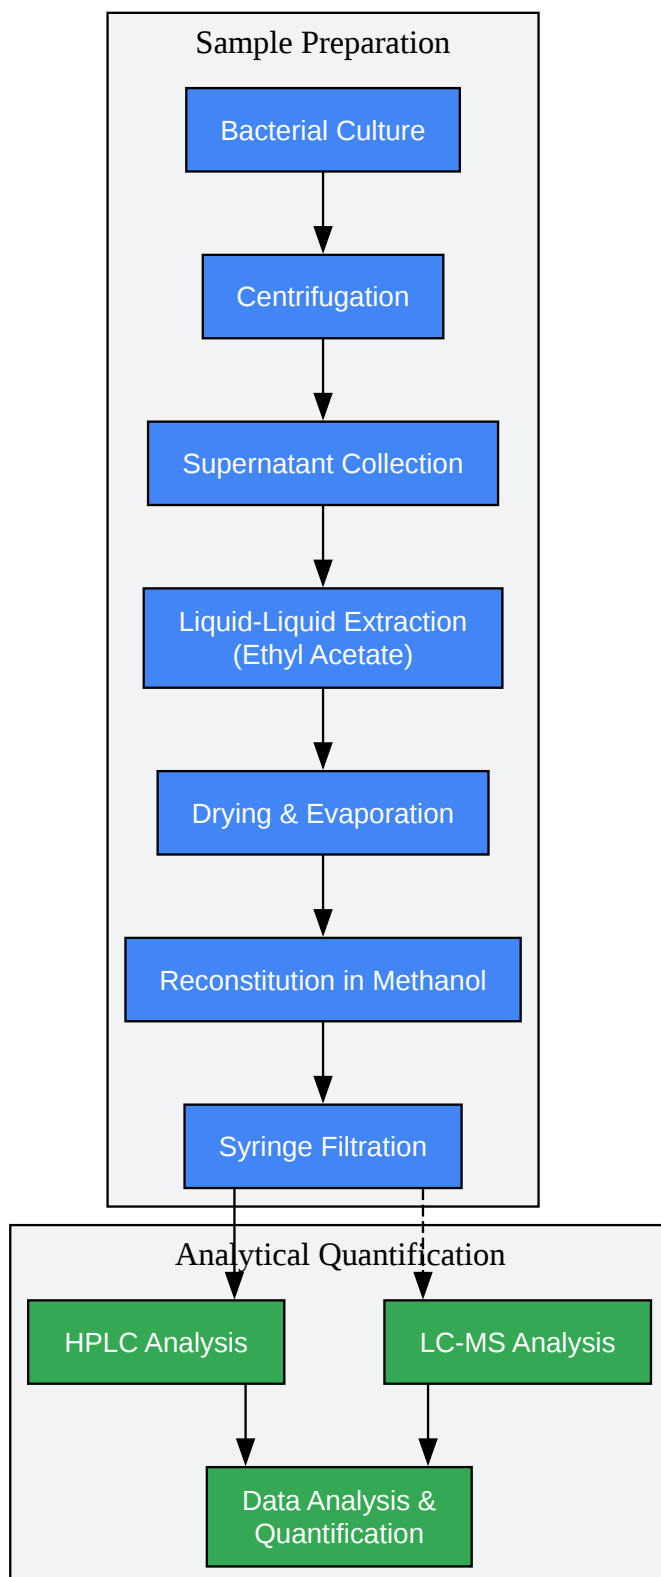 Sample Preparation
Bacterial Culture
Centrifugation
Supernatant Collection
Liquid-Liquid Extraction
(Ethyl Acetate)
Drying & Evaporation
Reconstitution in Methanol
Syringe Filtration
Analytical Quantification
HPLC Analysis
LC-MS Analysis
Data Analysis &
Quantification